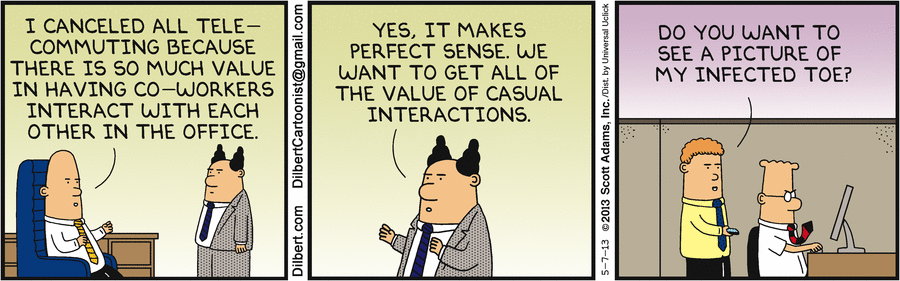 I CANCELED ALL TELE-
COMMUTING BECAUSE
THERE IS SO MUCH VALUE
IN HAVING CO-WORKERS
INTERACT WITH EACH
OTHER IN THE OFFICE.
Dilbert.com DilbertCartoonist@gmail.com
YES, IT MAKES
PERFECT SENSE. WE
WANT TO GET ALL OF
THE VALUE OF CASUAL
INTERACTIONS.
5-7-13 ©2013 Scott Adams, Inc./Dist. by Universal Uclick
DO YOU WANT TO
SEE A PICTURE OF
MY INFECTED TOE?